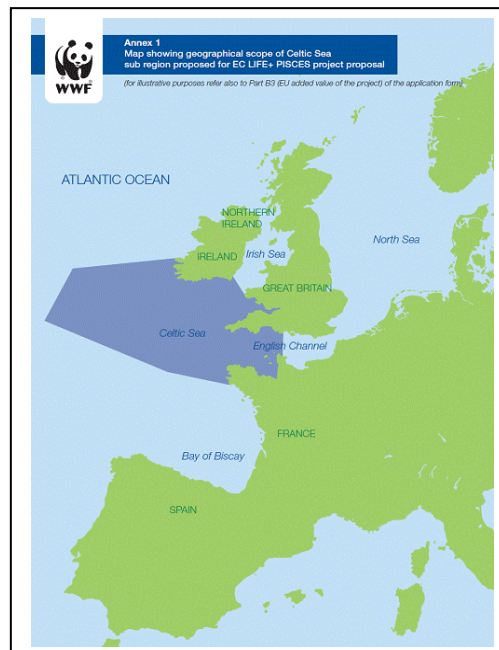 Annex 1
Map showing geographical scope of Celtic Sea
sub region proposed for EC LIFE+ PISCES project proposal
WWF
(for illustrative purposes refer also to Part B3 (EU added value of the project) of the application form)
ATLANTIC OCEAN
NORTHERN
IRELAND
North Sea
IRELAND
Irish Sea
GREAT BRITAIN
Celtic Sea
English Channel
FRANCE
Bay of Biscay
SPAIN